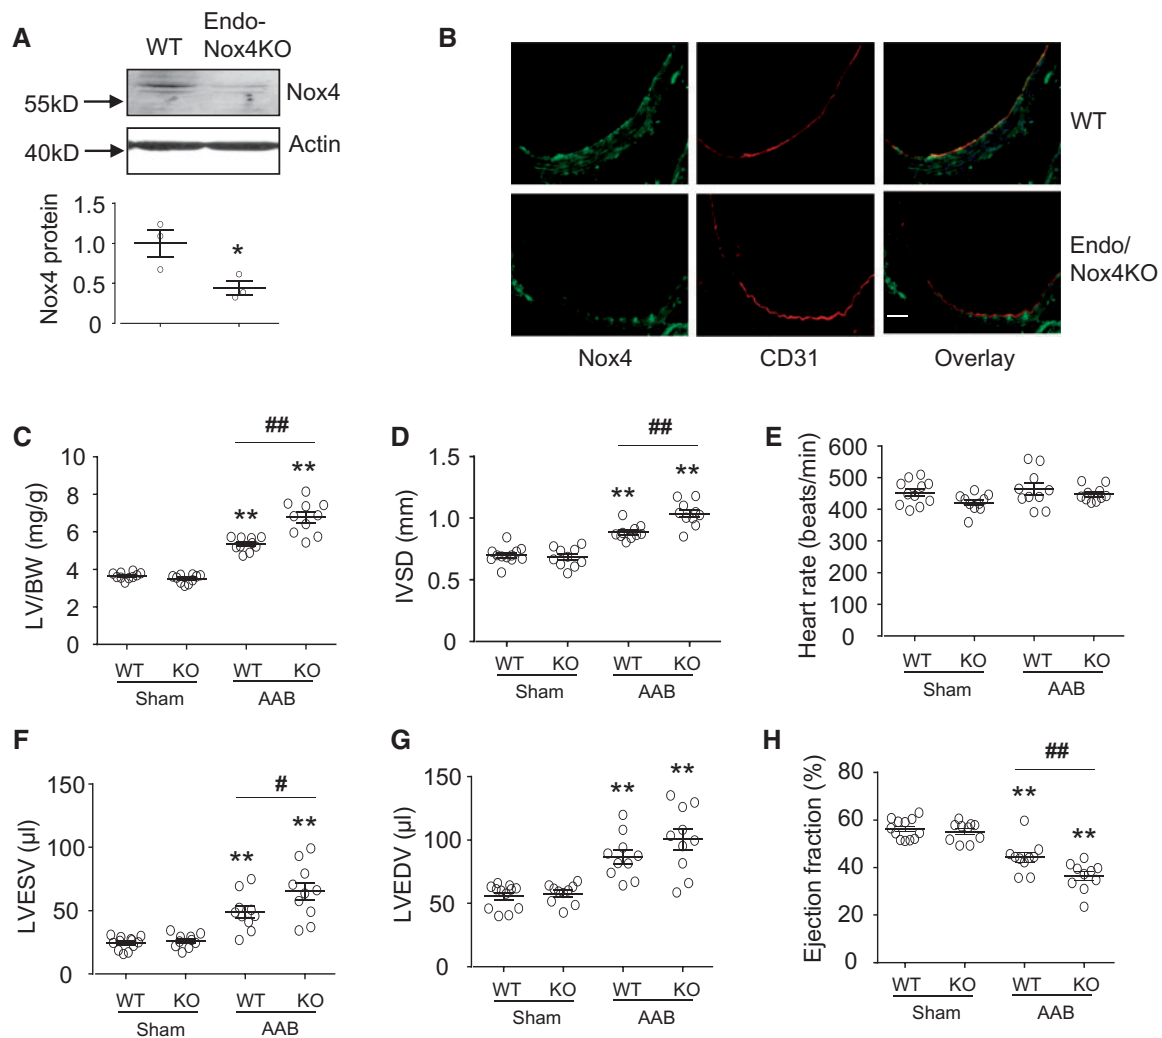 A
WT
Endo-
Nox4KO
55kD
Nox4
40kD
Actin
Nox4 protein
1.5
1.0
0.5
0
*
B
WT
Endo/
Nox4KO
Nox4
CD31
Overlay
C
LV/BW (mg/g)
10
8
6
4
2
0
**
**
##
WT
KO
WT
KO
Sham
AAB
D
IVSD (mm)
1.5
1.0
0.5
0
**
**
##
WT
KO
WT
KO
Sham
AAB
E
Heart rate (beats/min)
600
500
400
300
200
100
0
WT
KO
WT
KO
Sham
AAB
F
LVESV (µl)
150
100
50
0
**
**
#
WT
KO
WT
KO
Sham
AAB
G
LVEDV (µl)
150
100
50
0
**
**
WT
KO
WT
KO
Sham
AAB
H
Ejection fraction (%)
80
60
40
20
0
**
**
##
WT
KO
WT
KO
Sham
AAB